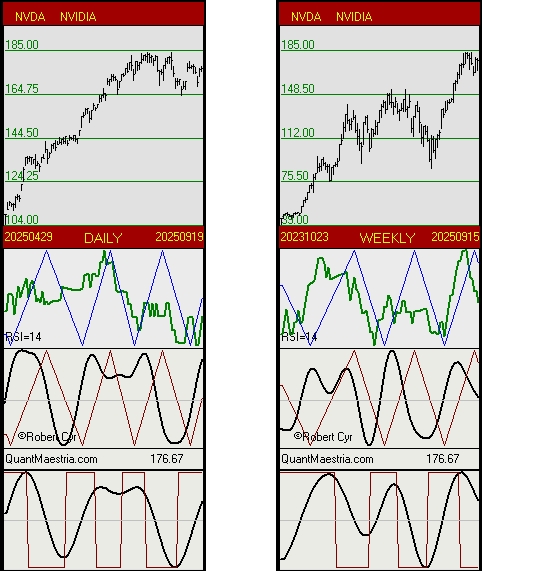 NVDA NVIDIA
185.00
164.75
144.50
124.25
104.00
20250429 DAILY 20250919
RSI=14
©Robert Cyr
QuantMaestria.com 176.67
NVDA NVIDIA
185.00
148.50
112.00
75.50
39.00
20231023 WEEKLY 20250915
RSI=14
©Robert Cyr
QuantMaestria.com 176.67